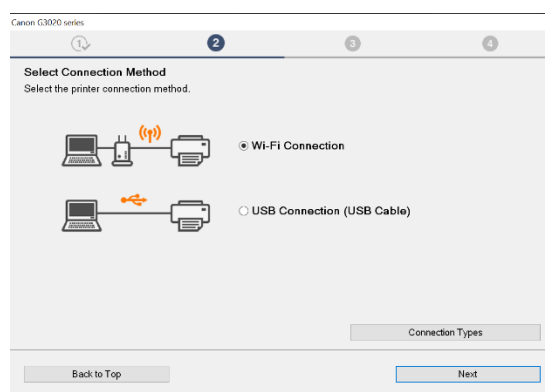 Canon G3020 series
1 2 3 4
Select Connection Method
Select the printer connection method.
Wi-Fi Connection
USB Connection (USB Cable)
Connection Types
Back to Top Next